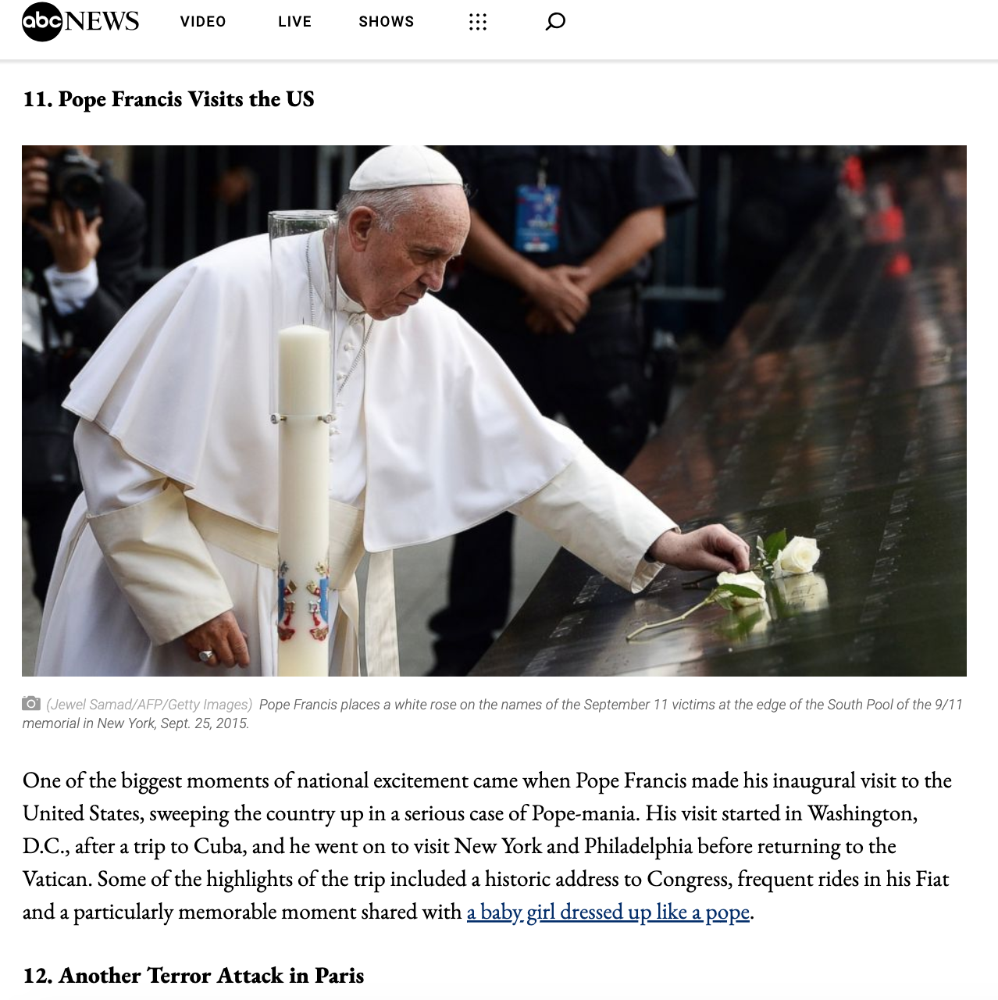 abc NEWS VIDEO LIVE SHOWS
11. Pope Francis Visits the US
(Jewel Samad/AFP/Getty Images) Pope Francis places a white rose on the names of the September 11 victims at the edge of the South Pool of the 9/11
memorial in New York, Sept. 25, 2015.
One of the biggest moments of national excitement came when Pope Francis made his inaugural visit to the
United States, sweeping the country up in a serious case of Pope-mania. His visit started in Washington,
D.C., after a trip to Cuba, and he went on to visit New York and Philadelphia before returning to the
Vatican. Some of the highlights of the trip included a historic address to Congress, frequent rides in his Fiat
and a particularly memorable moment shared with a baby girl dressed up like a pope.
12. Another Terror Attack in Paris